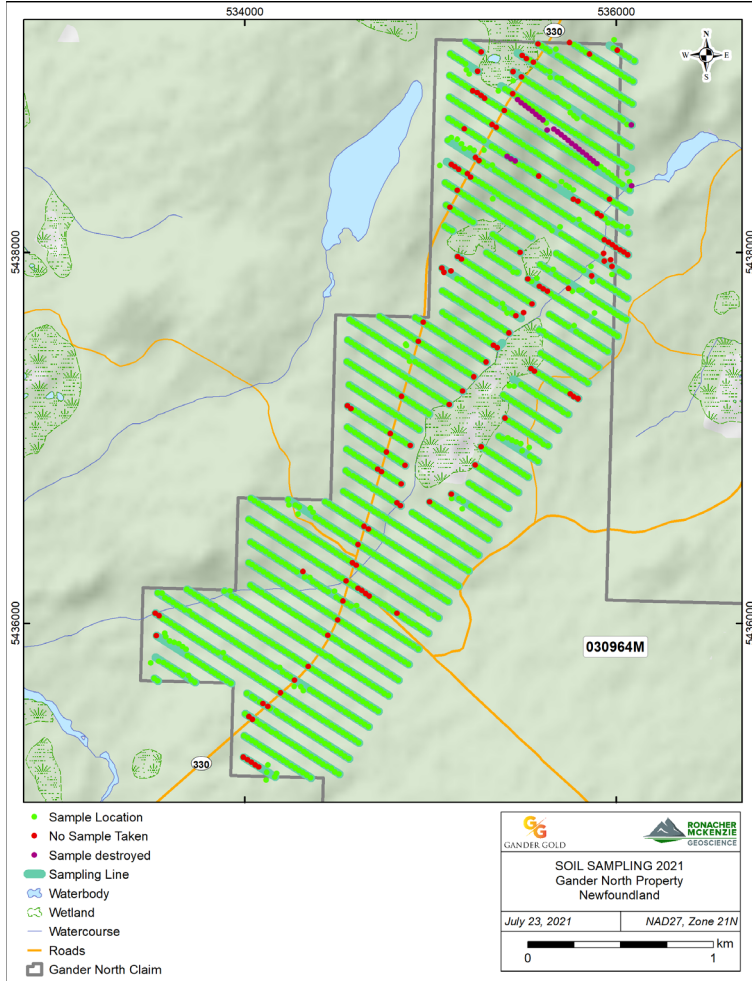 534000
536000
330
N
W E
S
5438000
5438000
5436000
5436000
030964M
330
Sample Location
No Sample Taken
Sample destroyed
Sampling Line
Waterbody
Wetland
Watercourse
Roads
Gander North Claim
GANDER GOLD
RONACHER
MCKENZIE
GEOSCIENCE
SOIL SAMPLING 2021
Gander North Property
Newfoundland
July 23, 2021
NAD27, Zone 21N
km
0 1